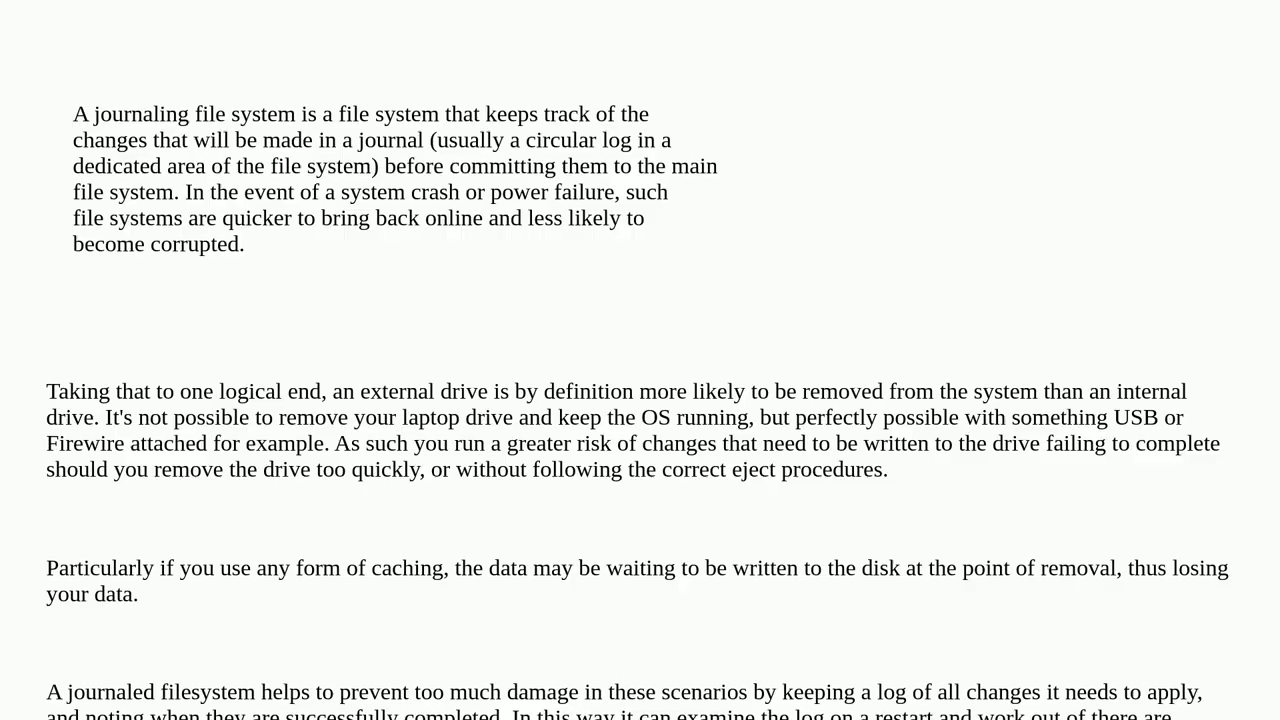 A journaling file system is a file system that keeps track of the
changes that will be made in a journal (usually a circular log in a
dedicated area of the file system) before committing them to the main
file system. In the event of a system crash or power failure, such
file systems are quicker to bring back online and less likely to
become corrupted.
Taking that to one logical end, an external drive is by definition more likely to be removed from the system than an internal
drive. It's not possible to remove your laptop drive and keep the OS running, but perfectly possible with something USB or
Firewire attached for example. As such you run a greater risk of changes that need to be written to the drive failing to complete
should you remove the drive too quickly, or without following the correct eject procedures.
Particularly if you use any form of caching, the data may be waiting to be written to the disk at the point of removal, thus losing
your data.
A journaled filesystem helps to prevent too much damage in these scenarios by keeping a log of all changes it needs to apply,
and noting when they are successfully completed. In this way it can examine the log on a restart and work out of there are